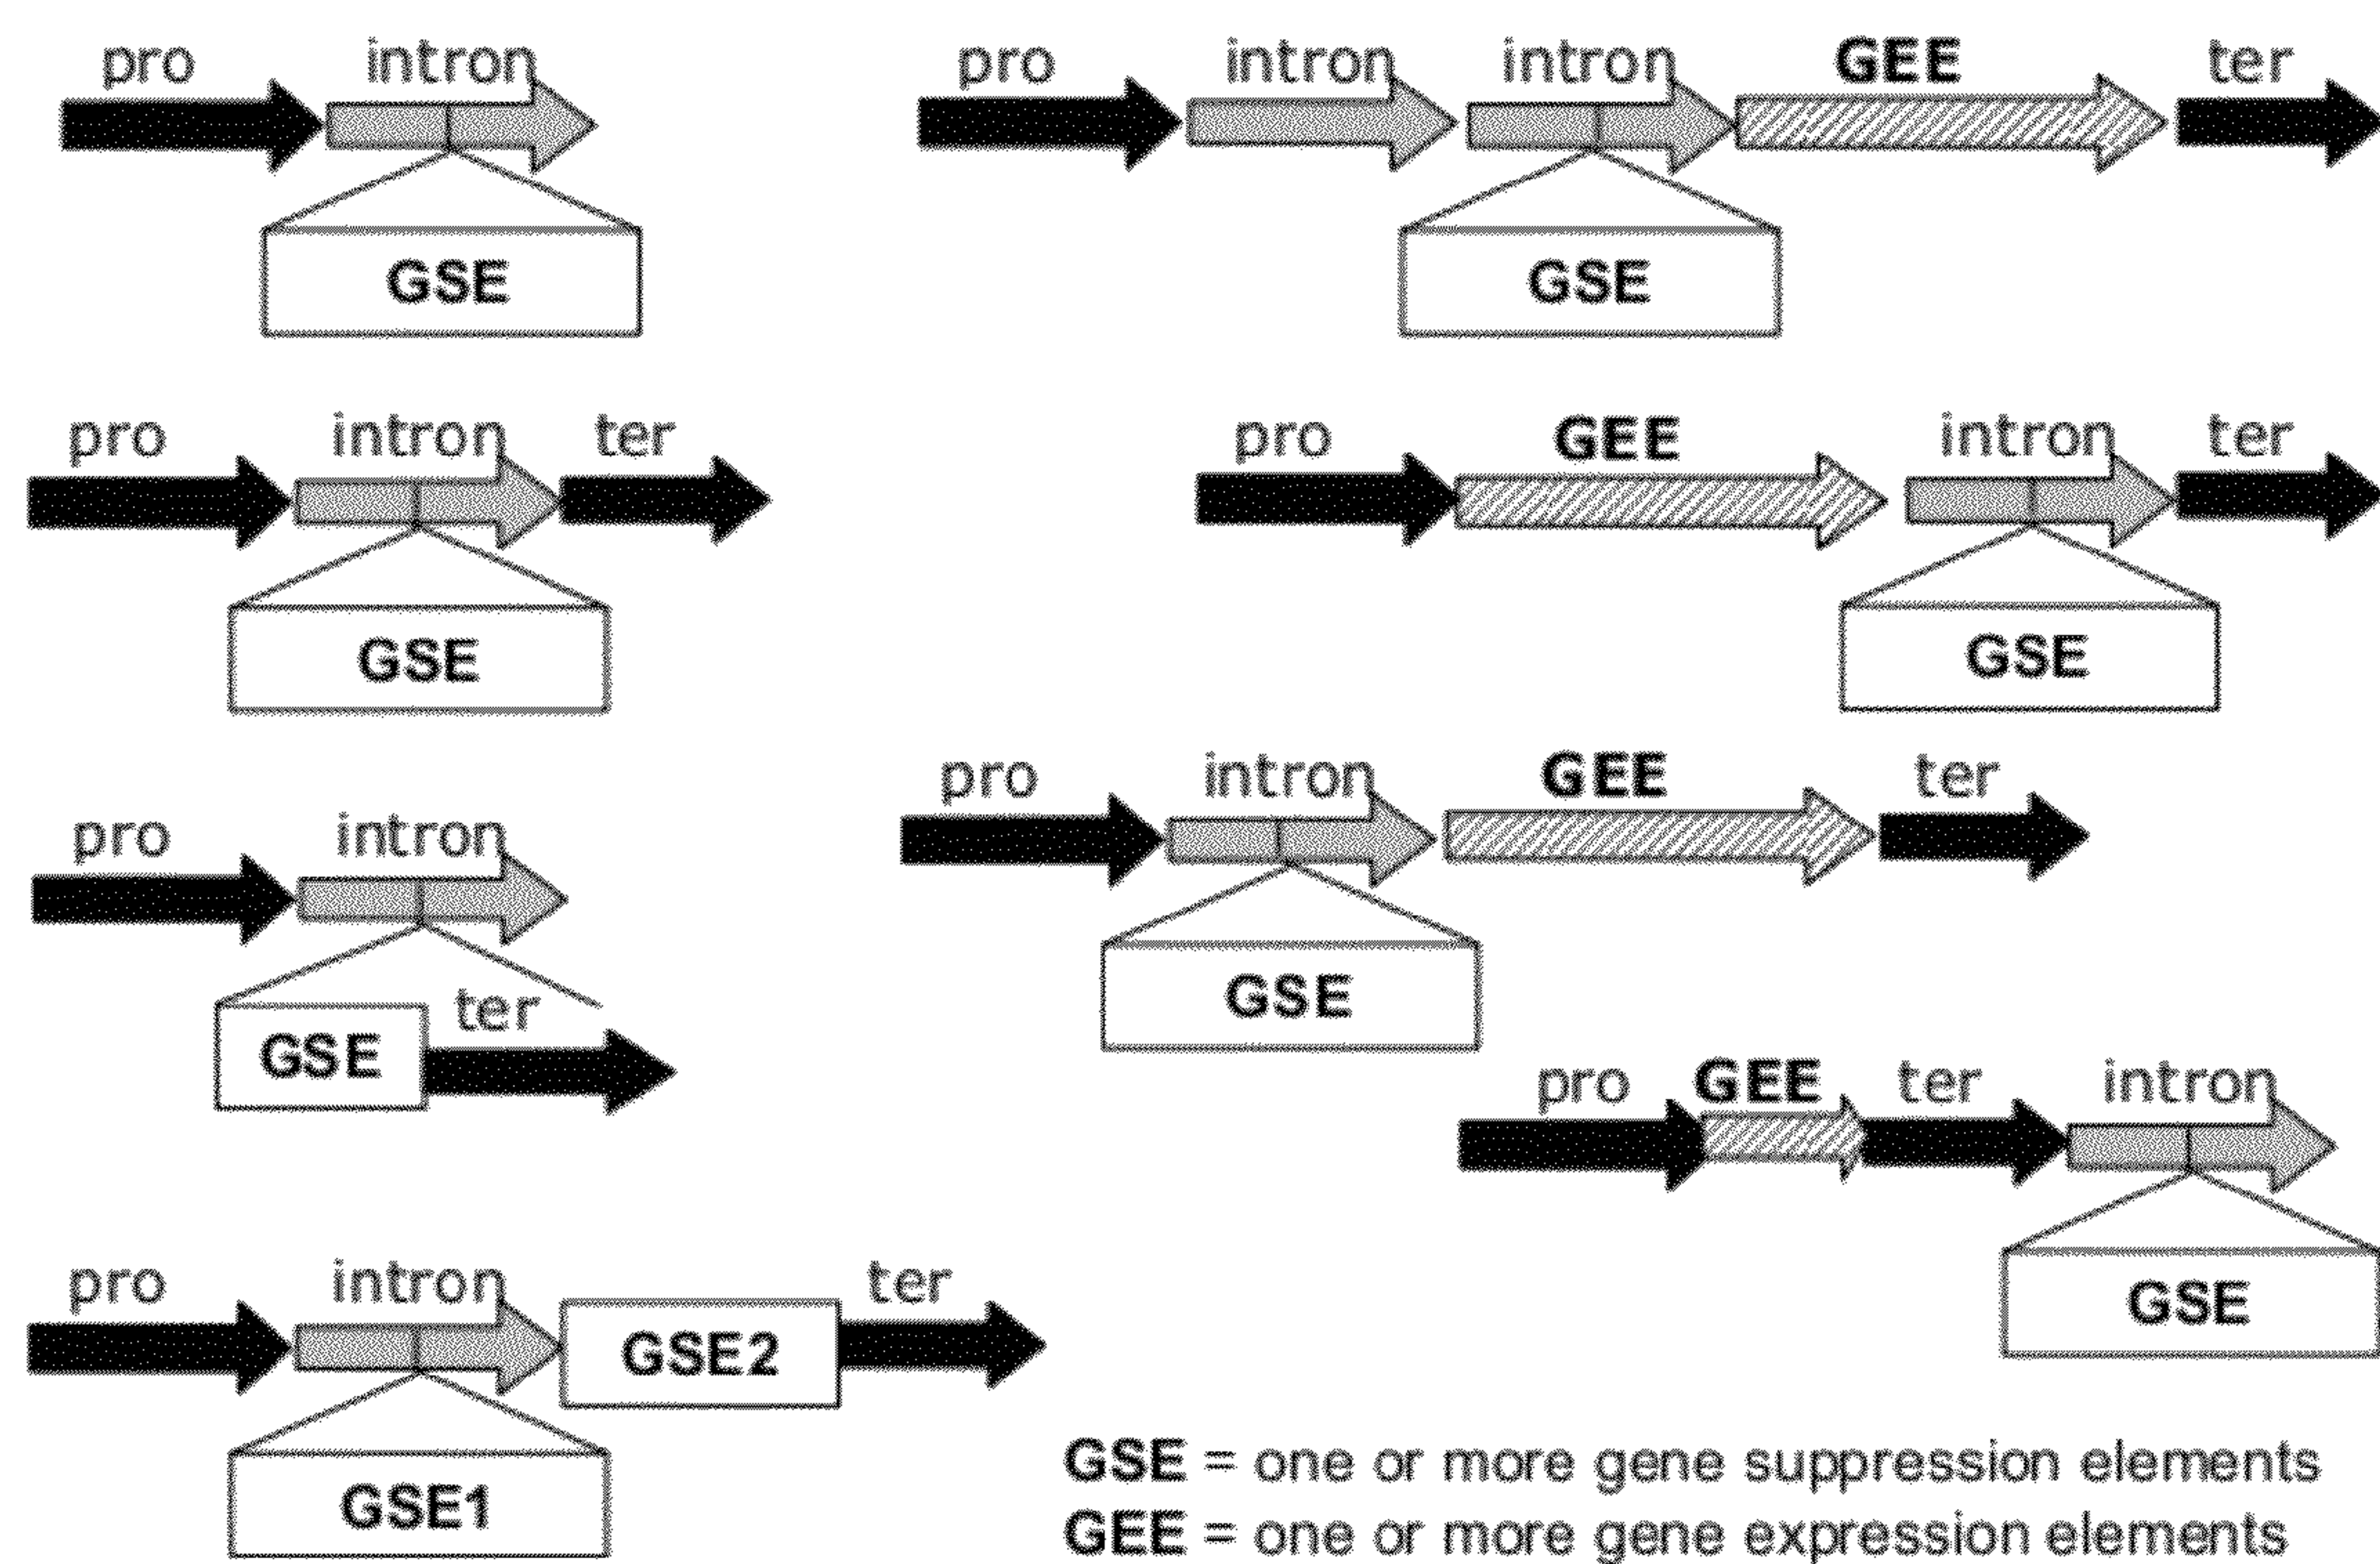 pro intron
GSE
pro intron intron GEE ter
GSE
pro intron ter
GSE
pro GEE intron ter
GSE
pro intron
GSE ter
pro intron GEE ter
GSE
pro GEE ter intron
GSE
pro intron GSE2 ter
GSE1
GSE = one or more gene suppression elements
GEE = one or more gene expression elements